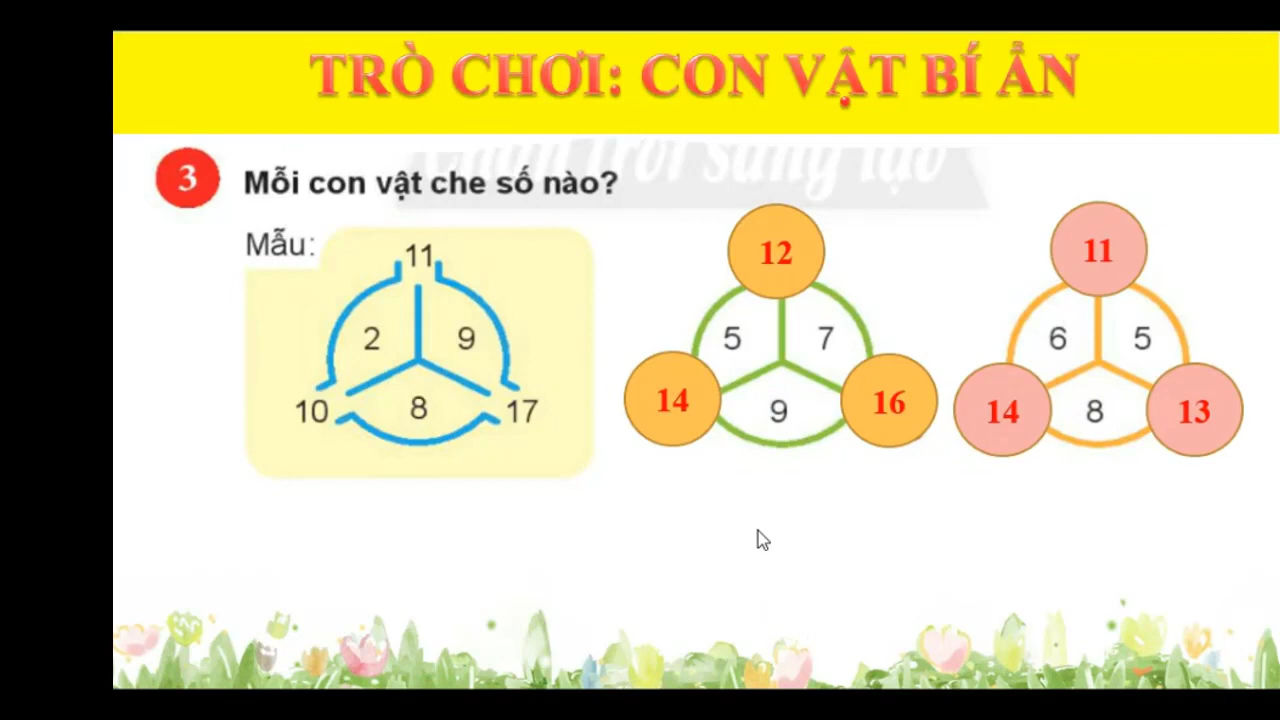 TRÒ CHƠI: CON VẬT BÍ ẨN
3 Mỗi con vật che số nào?
Mẫu:
11
2 9
10 8 17
12
5 7
14 9 16
11
6 5
14 8 13